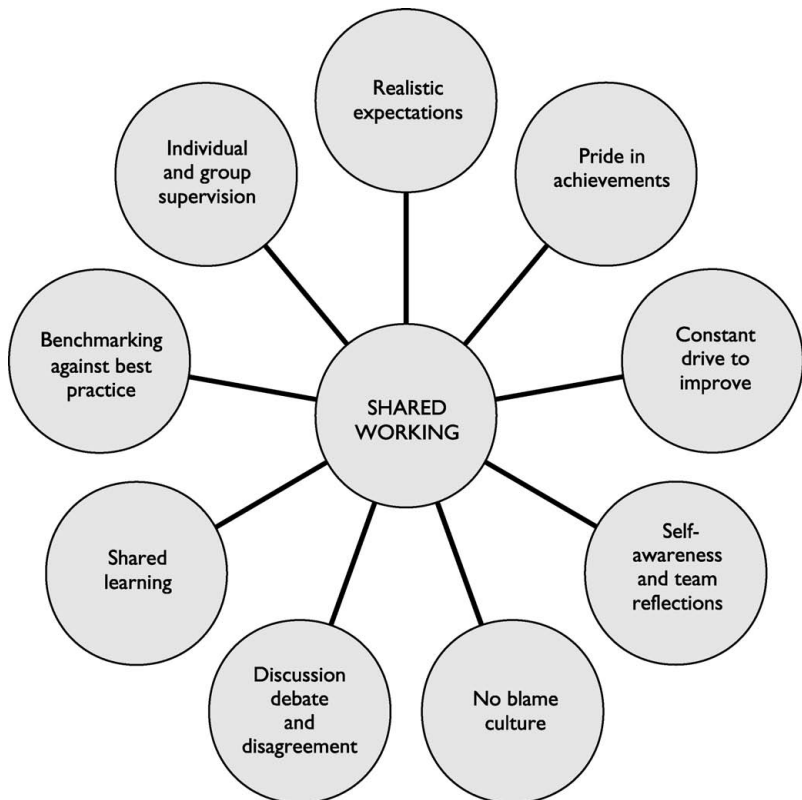 Realistic
expectations
Pride in
achievements
Constant
drive to
improve
Self-
awareness
and team
reflections
No blame
culture
Discussion
debate
and
disagreement
Shared
learning
Benchmarking
against best
practice
Individual
and group
supervision
SHARED
WORKING